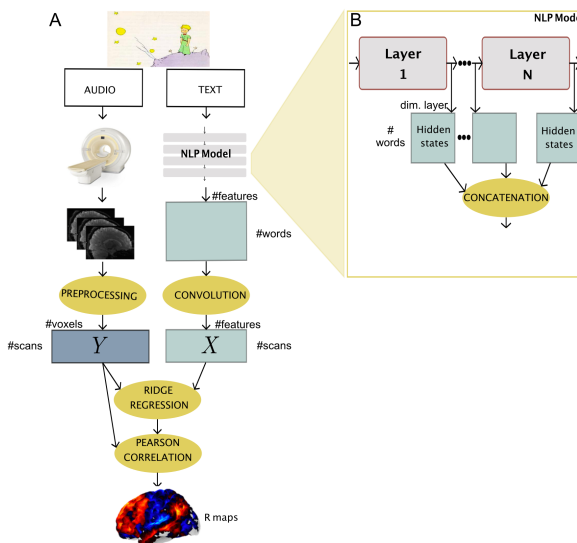 A
AUDIO
TEXT
NLP Model
#features
#words
PREPROCESSING
CONVOLUTION
#voxels
#features
#scans
Y
X
#scans
RIDGE
REGRESSION
PEARSON
CORRELATION
R maps
B
NLP Mode
Layer
1
Layer
N
dim. layer
#
words
Hidden
states
Hidden
states
CONCATENATION